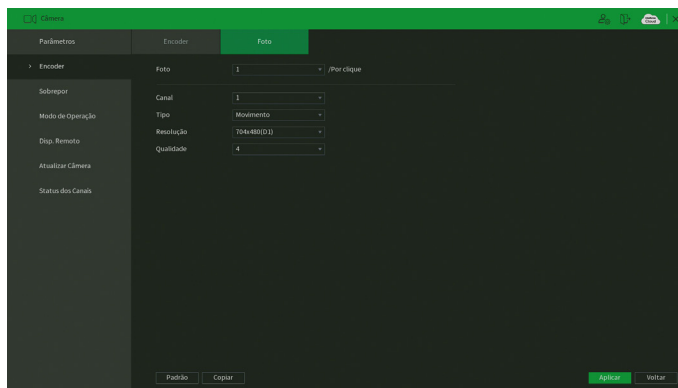 Câmera
Parâmetros
Encoder
Foto
Encoder
Foto
1
/Por clique
Sobrepor
Canal
1
Modo de Operação
Tipo
Movimento
Resolução
704x480(D1)
Disp. Remoto
Qualidade
4
Atualizar Câmera
Status dos Canais
Padrão
Copiar
Aplicar
Voltar